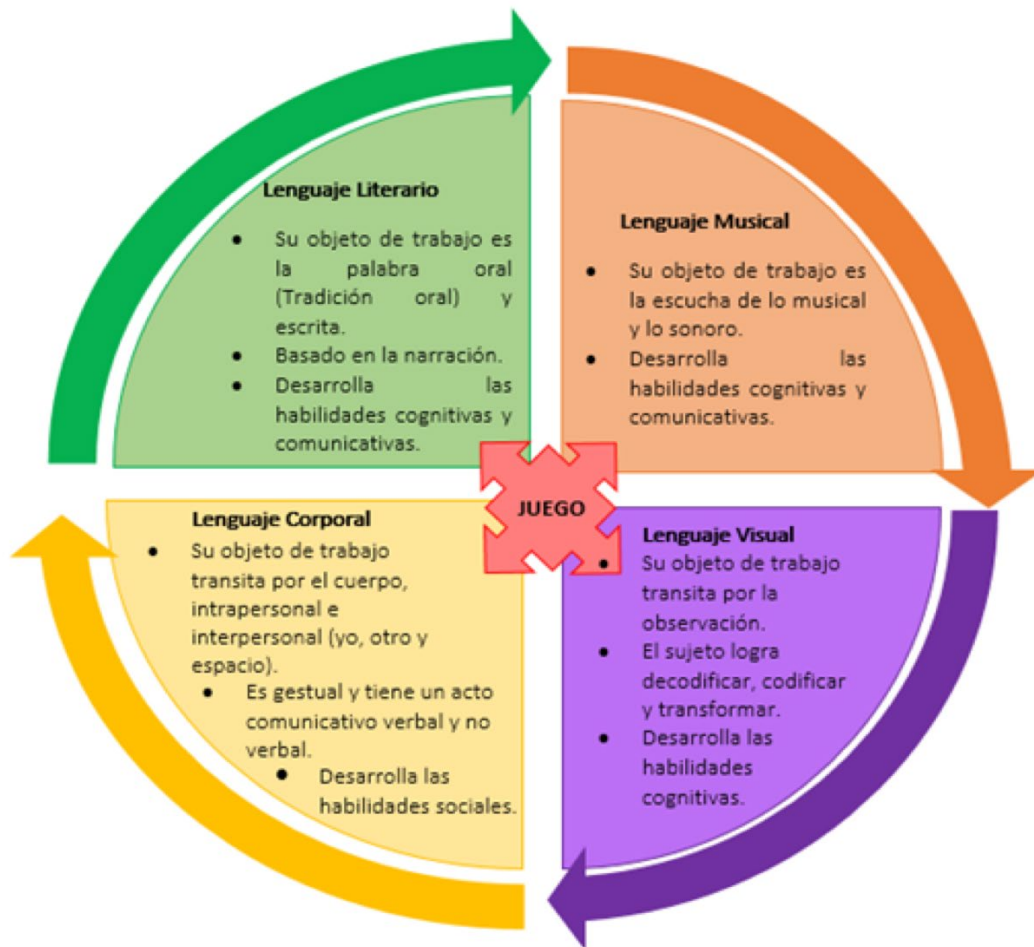 Lenguaje Literario
● Su objeto de trabajo es
la palabra oral
(Tradición oral) y
escrita.
● Basado en la narración.
● Desarrolla las
habilidades cognitivas y
comunicativas.
Lenguaje Musical
● Su objeto de trabajo es
la escucha de lo musical
y lo sonoro.
● Desarrolla las
habilidades cognitivas y
comunicativas.
JUEGO
Lenguaje Corporal
● Su objeto de trabajo
transita por el cuerpo,
intrapersonal e
interpersonal (yo, otro y
espacio).
● Es gestual y tiene un acto
comunicativo verbal y no
verbal.
● Desarrolla las
habilidades sociales.
Lenguaje Visual
● Su objeto de trabajo
transita por la
observación.
● El sujeto logra
decodificar, codificar
y transformar.
● Desarrolla las
habilidades
cognitivas.